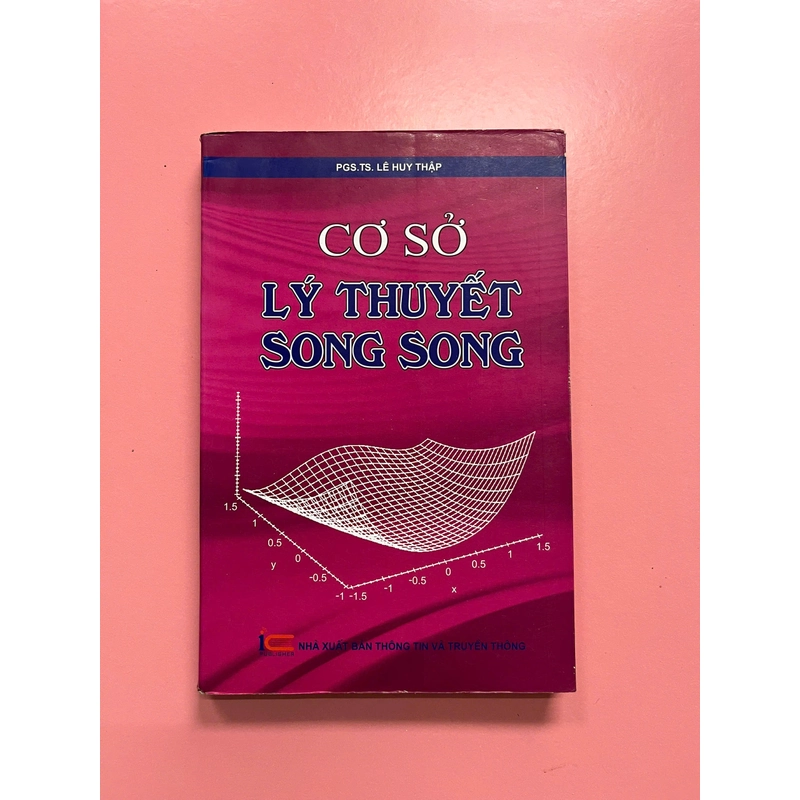 PGS.TS. LÊ HUY THẬP
CƠ SỞ
LÝ THUYẾT
SONG SONG
1.5
1
0.5
0
-0.5
-1
y
-1.5
-1
-0.5
0
0.5
1
1.5
x
NHÀ XUẤT BẢN THÔNG TIN VÀ TRUYỀN THÔNG